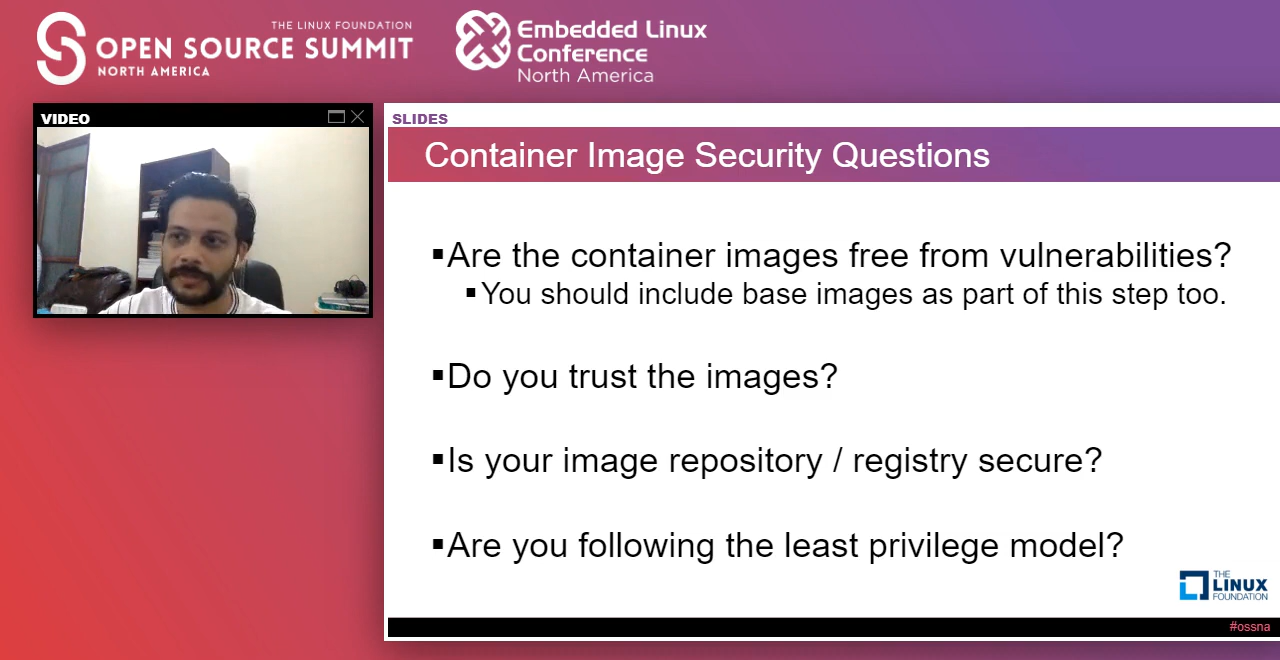 THE LINUX FOUNDATION
OPEN SOURCE SUMMIT
NORTH AMERICA
Embedded Linux
Conference
North America
VIDEO
SLIDES
Container Image Security Questions
▪Are the container images free from vulnerabilities?
▪You should include base images as part of this step too.
▪Do you trust the images?
▪Is your image repository / registry secure?
▪Are you following the least privilege model?
THE
LINUX
FOUNDATION
#ossna